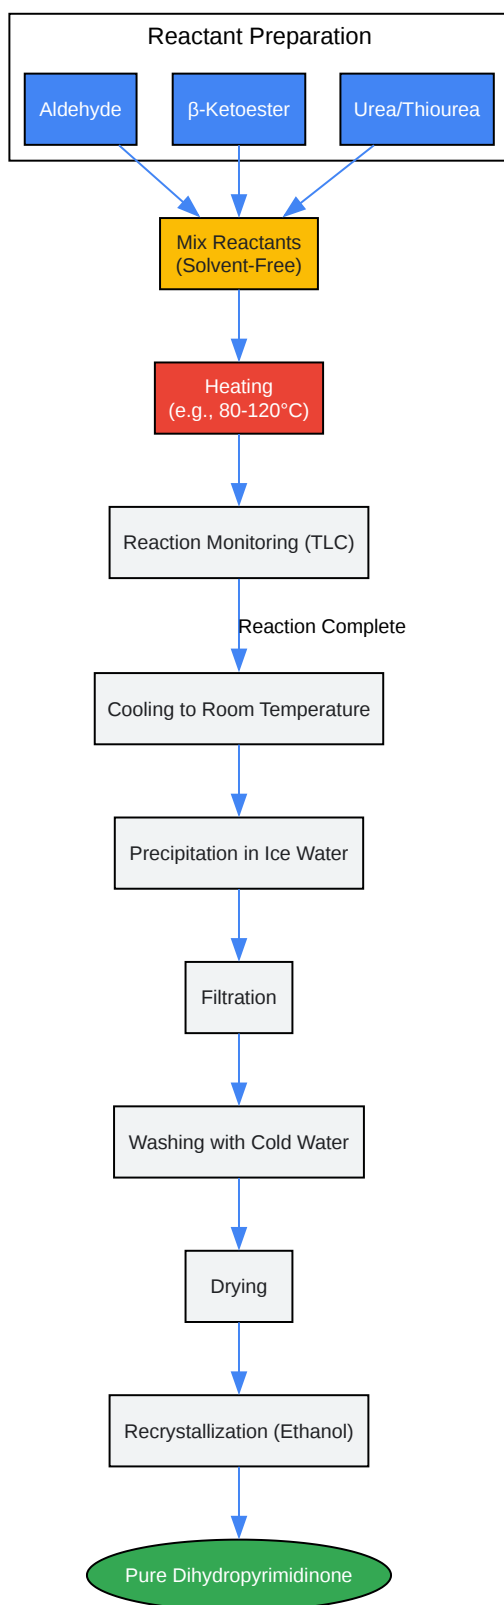 Reactant Preparation
Aldehyde
β-Ketoester
Urea/Thiourea
Mix Reactants
(Solvent-Free)
Heating
(e.g., 80-120°C)
Reaction Monitoring (TLC)
Reaction Complete
Cooling to Room Temperature
Precipitation in Ice Water
Filtration
Washing with Cold Water
Drying
Recrystallization (Ethanol)
Pure Dihydropyrimidinone